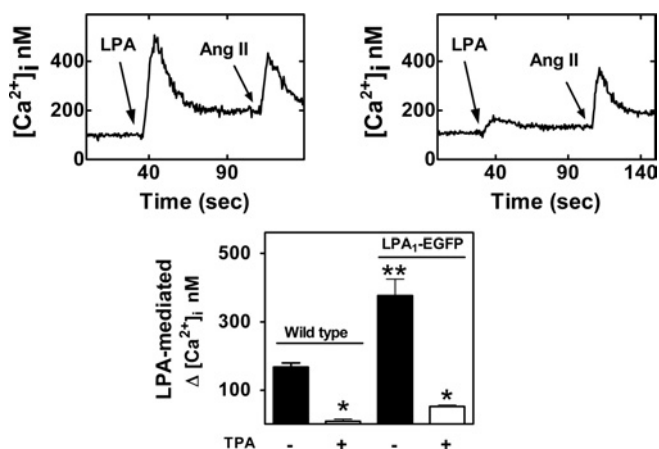 [Ca²⁺]ᵢ nM
400
200
0
LPA
Ang II
40
90
Time (sec)
[Ca²⁺]ᵢ nM
400
200
0
LPA
Ang II
40
90
140
Time (sec)
LPA-mediated
Δ [Ca²⁺]ᵢ nM
500
300
100
Wild type
LPA₁-EGFP
*
**
*
TPA - + - +